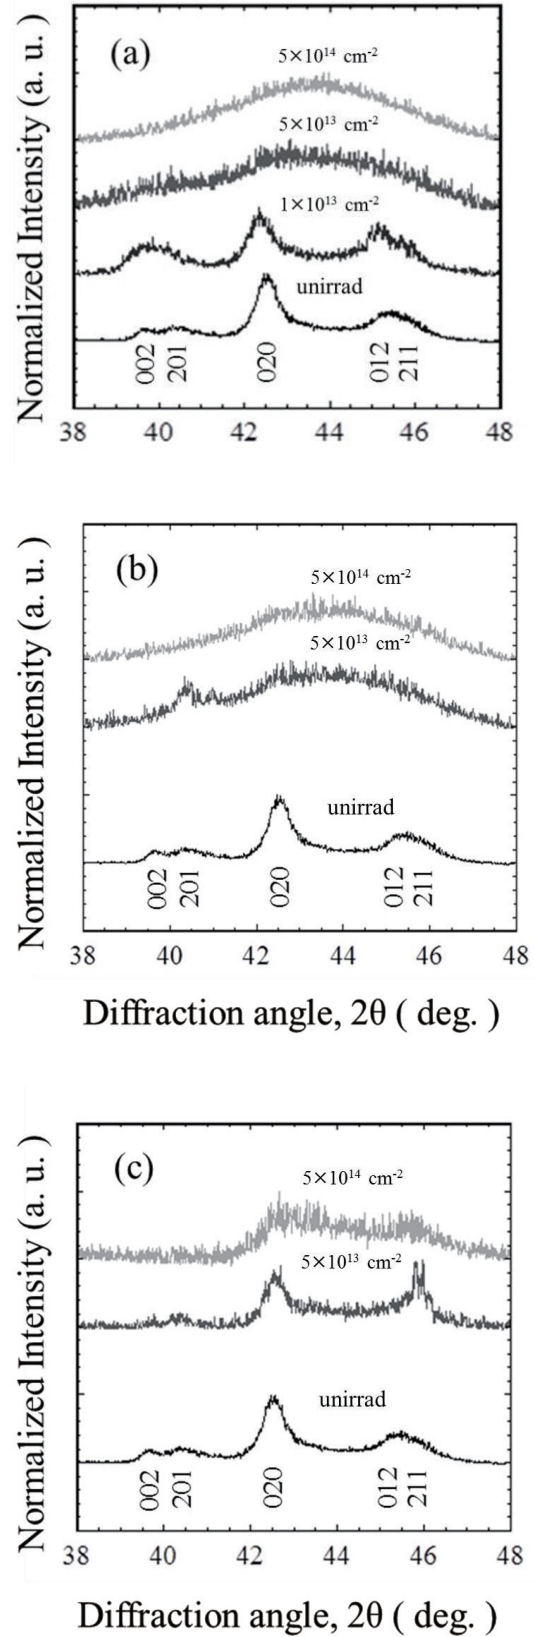 Normalized Intensity (a. u.)
(a)
5×10¹⁴ cm⁻²
5×10¹³ cm⁻²
1×10¹³ cm⁻²
unirrad
002
201
020
012
211
38 40 42 44 46 48
Normalized Intensity (a. u.)
(b)
5×10¹⁴ cm⁻²
5×10¹³ cm⁻²
unirrad
002
201
020
012
211
38 40 42 44 46 48
Diffraction angle, 2θ ( deg. )
Normalized Intensity (a. u.)
(c)
5×10¹⁴ cm⁻²
5×10¹³ cm⁻²
unirrad
002
201
020
012
211
38 40 42 44 46 48
Diffraction angle, 2θ ( deg. )